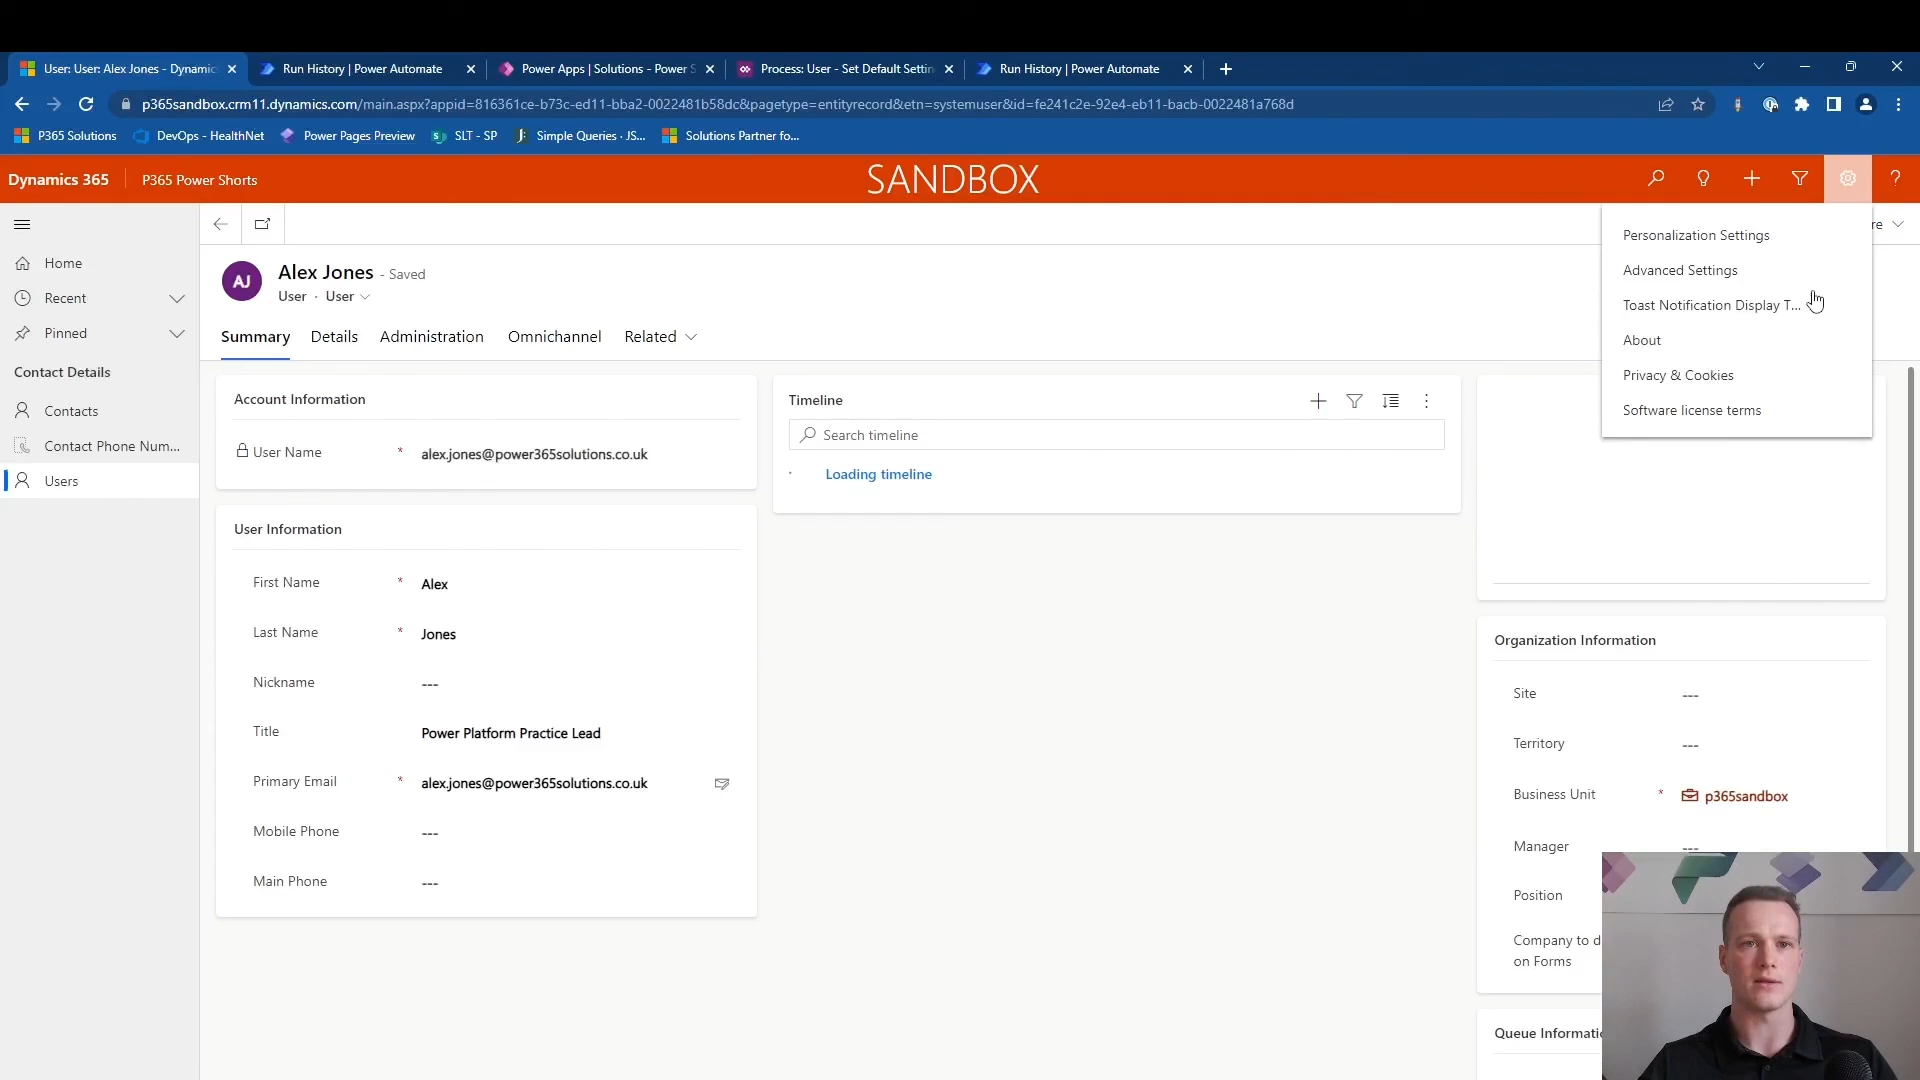 User: User: Alex Jones - Dynamic
Run History | Power Automate
Power Apps | Solutions - Power S
Process: User - Set Default Settin
Run History | Power Automate
p365sandbox.crm11.dynamics.com/main.aspx?appid=816361ce-b73c-ed11-bba2-0022481b58dc&pagetype=entityrecord&etn=systemuser&id=fe241c2e-92e4-eb11-bacb-0022481a768d
P365 Solutions
DevOps - HealthNet
Power Pages Preview
SLT - SP
Simple Queries · JS...
Solutions Partner fo...
Dynamics 365
P365 Power Shorts
SANDBOX
Home
Recent
Pinned
Contact Details
Contacts
Contact Phone Num...
Users
AJ
Alex Jones - Saved
User · User
Summary
Details
Administration
Omnichannel
Related
Account Information
User Name * alex.jones@power365solutions.co.uk
User Information
First Name * Alex
Last Name * Jones
Nickname ---
Title Power Platform Practice Lead
Primary Email * alex.jones@power365solutions.co.uk
Mobile Phone ---
Main Phone ---
Timeline
Search timeline
Loading timeline
re
Personalization Settings
Advanced Settings
Toast Notification Display T...
About
Privacy & Cookies
Software license terms
Organization Information
Site ---
Territory ---
Business Unit * p365sandbox
Manager ---
Position
Company to d
on Forms
Queue Informatio